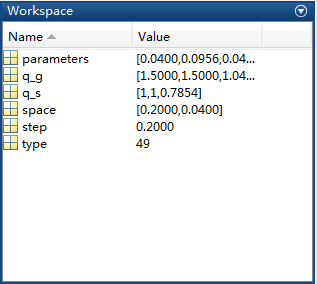 Workspace
Name Value
parameters [0.0400,0.0956,0.04...
q_g [1.5000,1.5000,1.04...
q_s [1,1,0.7854]
space [0.2000,0.0400]
step 0.2000
type 49